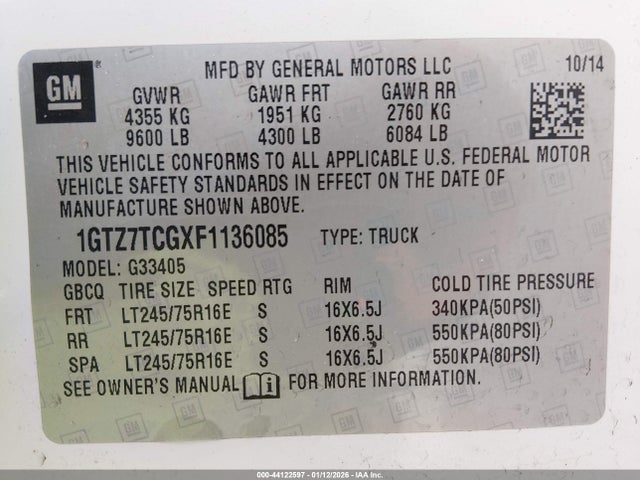 GM
MFD BY GENERAL MOTORS LLC 10/14
GVWR GAWR FRT GAWR RR
4355 KG 1951 KG 2760 KG
9600 LB 4300 LB 6084 LB
THIS VEHICLE CONFORMS TO ALL APPLICABLE U.S. FEDERAL MOTOR
VEHICLE SAFETY STANDARDS IN EFFECT ON THE DATE OF
MANUFACTURE SHOWN ABOVE.
1GTZ7TCGXF1136085 TYPE: TRUCK
MODEL: G33405
GBCQ TIRE SIZE SPEED RTG RIM COLD TIRE PRESSURE
FRT LT245/75R16E S 16X6.5J 340KPA(50PSI)
RR LT245/75R16E S 16X6.5J 550KPA(80PSI)
SPA LT245/75R16E S 16X6.5J 550KPA(80PSI)
SEE OWNER'S MANUAL i FOR MORE INFORMATION.
000-44122597 - 01/12/2026 - IAA Inc.